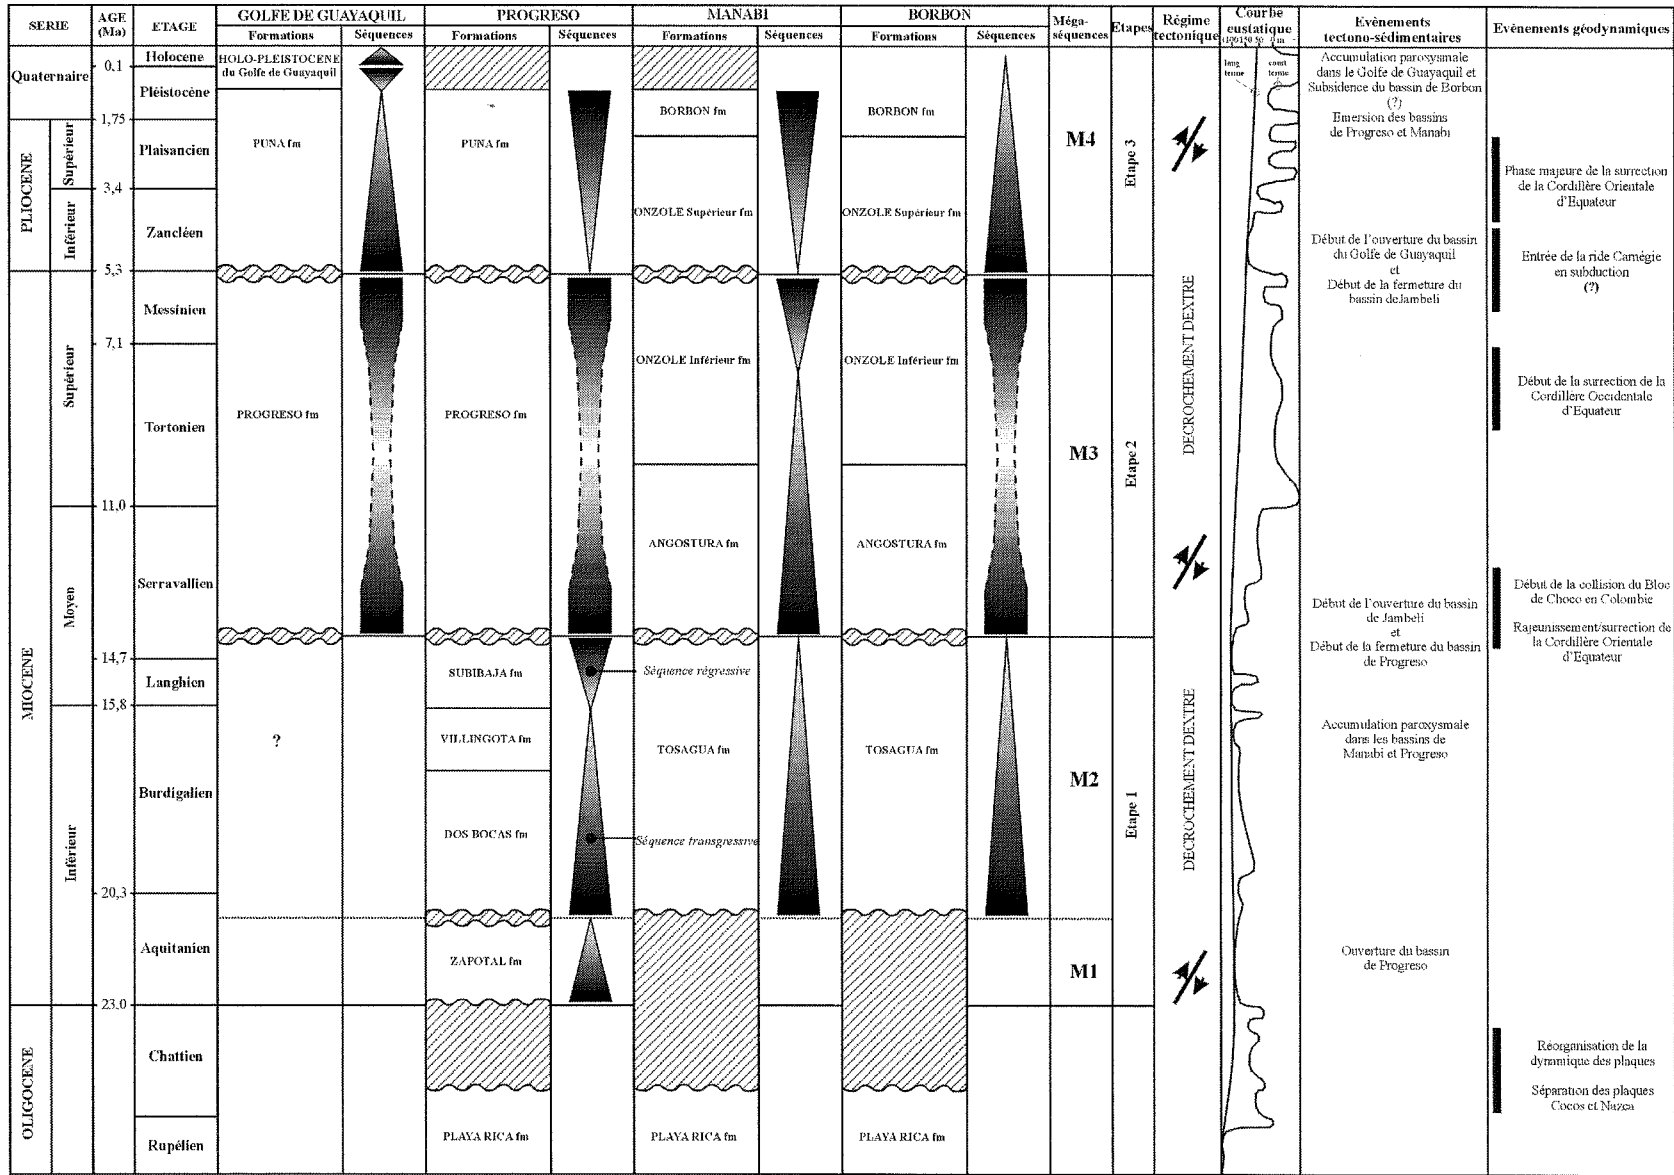 SERIE
AGE
(Ma)
ETAGE
GOLFE DE GUAYAQUIL
PROGRESO
MANABI
BORBON
Formations
Séquences
Formations
Séquences
Formations
Séquences
Formations
Séquences
Méga-
séquences
Etapes
Régime
tectonique
Courbe
eustatique
Evènements
tectono-sédimentaires
Evènements géodynamiques
long
terme
court
terme
Quaternaire
PLIOCENE
Supérieur
Inférieur
MIOCENE
Supérieur
Moyen
Inférieur
OLIGOCENE
0,1
1,75
3,4
5,3
7,1
11,0
14,7
15,8
20,3
23.0
Holocene
Pléistocène
Plaisancien
Zancléen
Messinien
Tortonien
Serravallien
Langhien
Burdigalien
Aquitanien
Chattien
Rupélien
HOLO-PLEISTOCENE
du Golfe de Guayaquil
PUNA fm
PROGRESO fm
?
PUNA fm
PROGRESO fm
SUBIBAJA fm
VILLINGOTA fm
DOS BOCAS fm
ZAPOTAL fm
PLAYA RICA fm
BORBON fm
ONZOLE Supérieur fm
ONZOLE Inférieur fm
ANGOSTURA fm
Séquence régressive
TOSAGUA fm
Séquence transgressive
PLAYA RICA fm
BORBON fm
ONZOLE Supérieur fm
ONZOLE Inférieur fm
ANGOSTURA fm
TOSAGUA fm
PLAYA RICA fm
M4
M3
M2
M1
Etape 3
Etape 2
Etape 1
DECROCHEMENT DEXTRE
DECROCHEMENT DEXTRE
Accumulation paroxysmale
dans le Golfe de Guayaquil et
Subsidence du bassin de Borbon
(?)
Emersion des bassins
de Progreso et Manabi
Début de l'ouverture du bassin
du Golfe de Guayaquil
et
Début de la fermeture du
bassin deJambeli
Début de l'ouverture du bassin
de Jambeli
et
Début de la fermeture du bassin
de Progreso
Accumulation paroxysmale
dans les bassins de
Manabi et Progreso
Ouverture du bassin
de Progreso
Phase majeure de la surrection
de la Cordillère Orientale
d'Equateur
Entrée de la ride Carnégie
en subduction
(?)
Début de la surrection de la
Cordillère Occidentale
d'Equateur
Début de la collision du Bloc
de Choco en Colombie
Rajeunissement/surrection de
la Cordillère Orientale
d'Equateur
Réorganisation de la
dynamique des plaques
Séparation des plaques
Cocos et Nazca